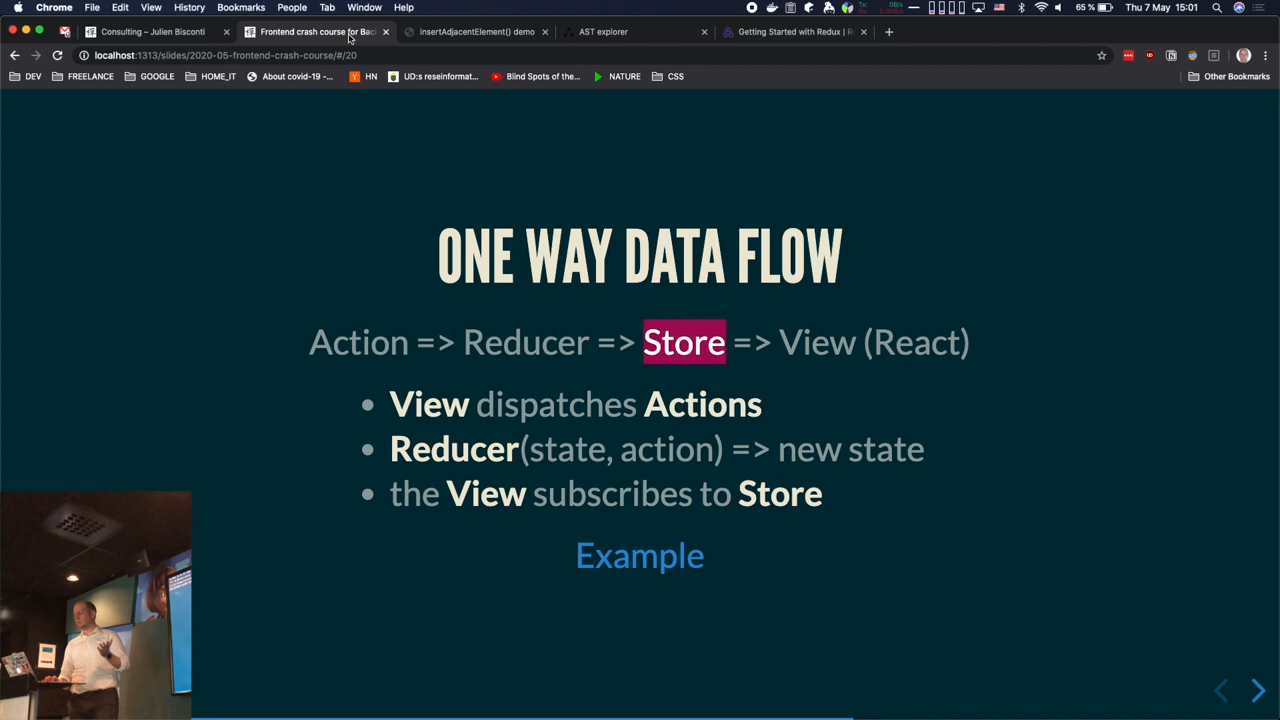 Chrome File Edit View History Bookmarks People Tab Window Help
65 % Thu 7 May 15:01
Consulting – Julien Bisconti
Frontend crash course for Bac
insertAdjacentElement() demo
AST explorer
Getting Started with Redux | R
localhost:1313/slides/2020-05-frontend-crash-course/#/20
DEV FREELANCE GOOGLE HOME_IT About covid-19 -... HN UD:s reseinformat... Blind Spots of the... NATURE CSS Other Bookmarks
ONE WAY DATA FLOW
Action => Reducer => Store => View (React)
• View dispatches Actions
• Reducer(state, action) => new state
• the View subscribes to Store
Example